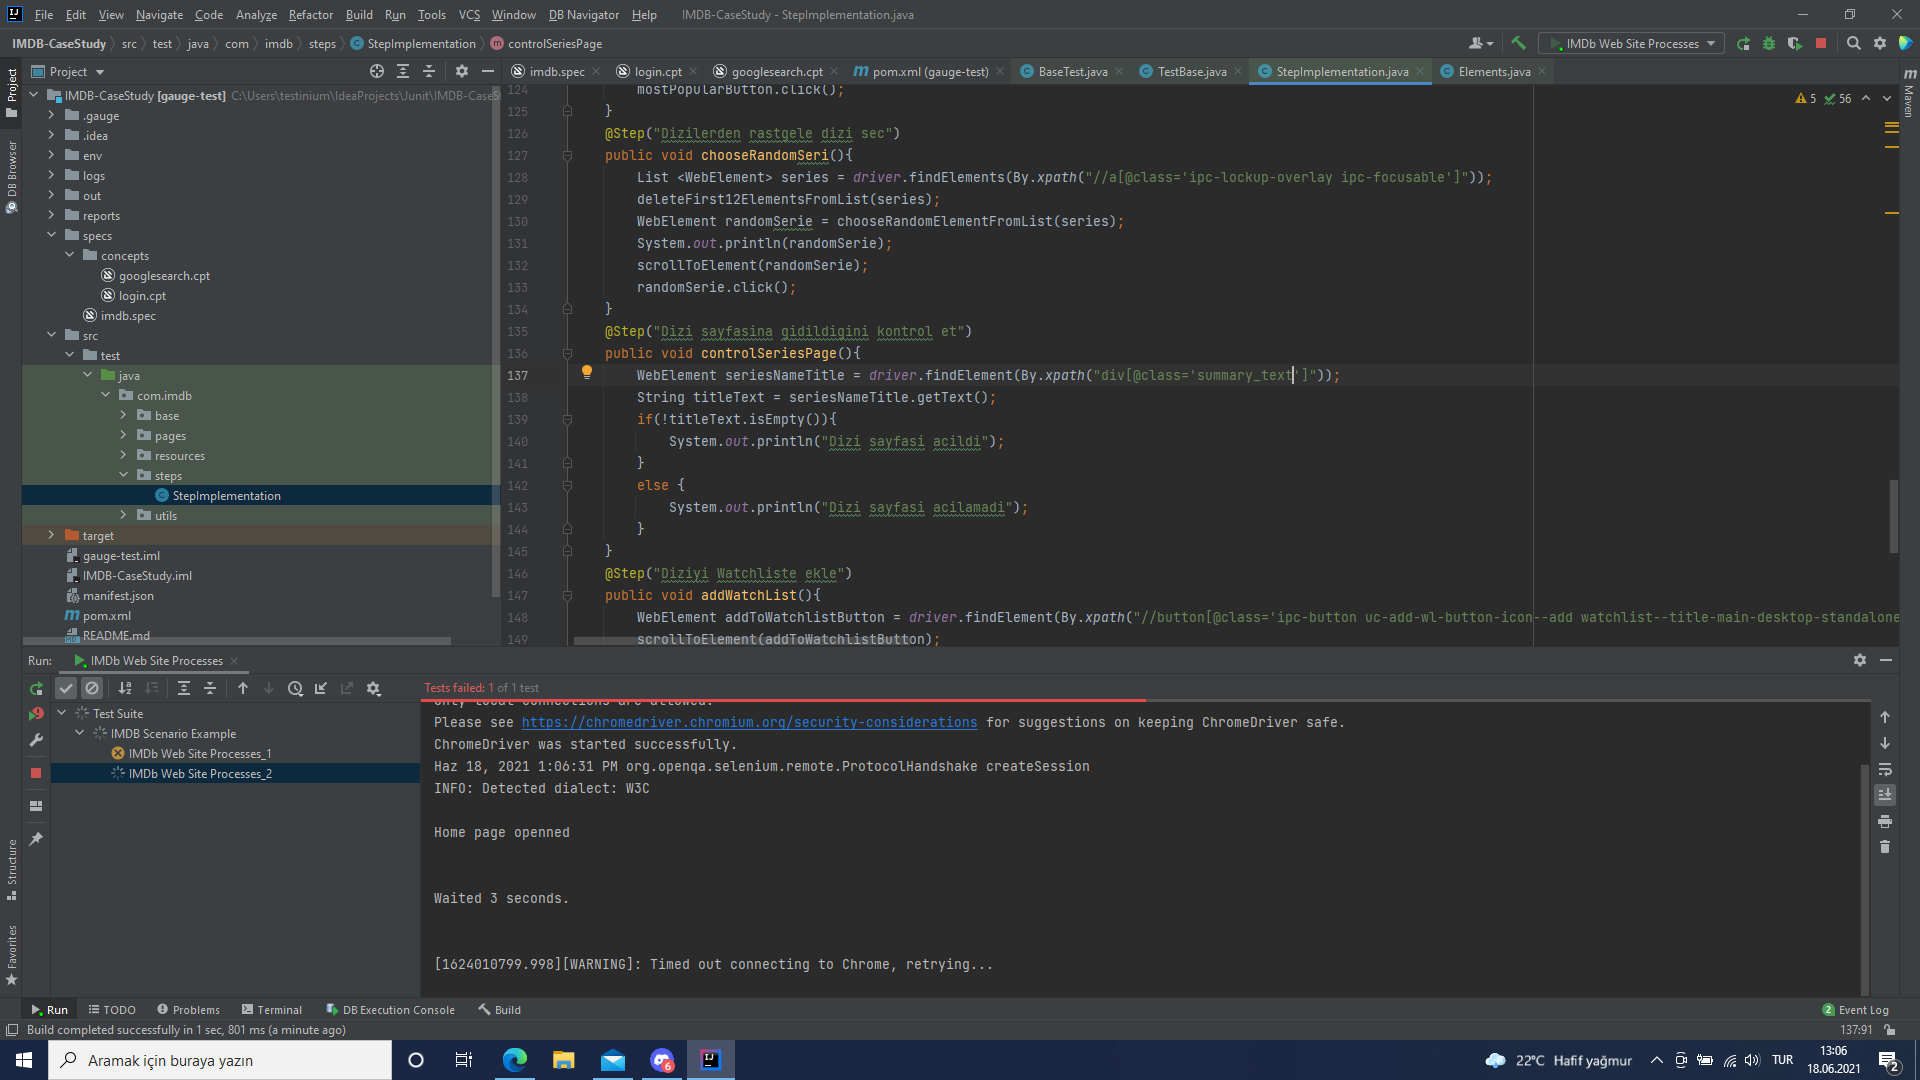 File Edit View Navigate Code Analyze Refactor Build Run Tools VCS Window DB Navigator Help IMDB-CaseStudy - StepImplementation.java
IMDB-CaseStudy src test java com imdb steps StepImplementation controlSeriesPage
IMDb Web Site Processes
Project
imdb.spec login.cpt googlesearch.cpt pom.xml (gauge-test) BaseTest.java TestBase.java StepImplementation.java Elements.java
Project
DB Browser
Maven
IMDB-CaseStudy [gauge-test] C:\Users\testinium\IdeaProjects\Junit\IMDB-CaseS
.gauge
.idea
env
logs
out
reports
specs
concepts
googlesearch.cpt
login.cpt
imdb.spec
src
test
java
com.imdb
base
pages
resources
steps
StepImplementation
utils
target
gauge-test.iml
IMDB-CaseStudy.iml
manifest.json
pom.xml
README.md
5 56
124 mostPopularButton.click();
125 }
126 @Step("Dizilerden rastgele dizi sec")
127 public void chooseRandomSeri(){
128 List <WebElement> series = driver.findElements(By.xpath("//a[@class='ipc-lockup-overlay ipc-focusable']"));
129 deleteFirst12ElementsFromList(series);
130 WebElement randomSerie = chooseRandomElementFromList(series);
131 System.out.println(randomSerie);
132 scrollToElement(randomSerie);
133 randomSerie.click();
134 }
135 @Step("Dizi sayfasina gidildigini kontrol et")
136 public void controlSeriesPage(){
137 WebElement seriesNameTitle = driver.findElement(By.xpath("div[@class='summary_text']"));
138 String titleText = seriesNameTitle.getText();
139 if(!titleText.isEmpty()){
140 System.out.println("Dizi sayfasi acildi");
141 }
142 else {
143 System.out.println("Dizi sayfasi acilamadi");
144 }
145 }
146 @Step("Diziyi Watchliste ekle")
147 public void addWatchList(){
148 WebElement addToWatchlistButton = driver.findElement(By.xpath("//button[@class='ipc-button uc-add-wl-button-icon--add watchlist--title-main-desktop-standalone
149 scrollToElement(addToWatchlistButton);
Run: IMDb Web Site Processes
Tests failed: 1 of 1 test
Test Suite
IMDB Scenario Example
IMDb Web Site Processes_1
IMDb Web Site Processes_2
Only local connections are allowed.
Please see https://chromedriver.chromium.org/security-considerations for suggestions on keeping ChromeDriver safe.
ChromeDriver was started successfully.
Haz 18, 2021 1:06:31 PM org.openqa.selenium.remote.ProtocolHandshake createSession
INFO: Detected dialect: W3C
Home page openned
Waited 3 seconds.
[1624010799.998][WARNING]: Timed out connecting to Chrome, retrying...
Structure
Favorites
Run TODO Problems Terminal DB Execution Console Build 2 Event Log
Build completed successfully in 1 sec, 801 ms (a minute ago) 137:91
Aramak için buraya yazın
6
22°C Hafif yağmur TUR
13:06
18.06.2021
2